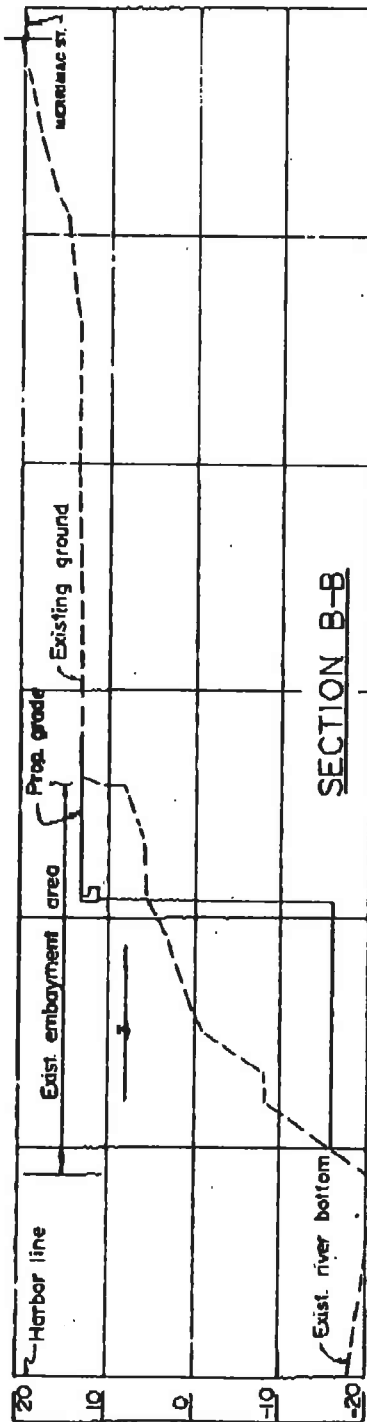 20
10
0
-10
-20
Harbor line
Exist. embayment area
Prop. grade
Existing ground
MERRIMAC ST.
Exist. river bottom
SECTION B-B